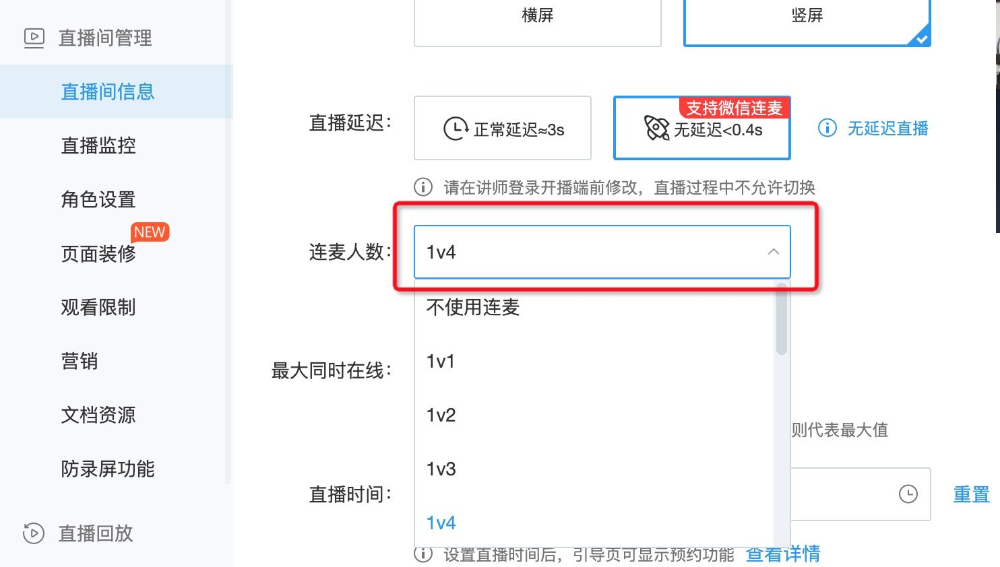 横屏
竖屏
直播间管理
直播间信息
直播监控
角色设置
NEW
页面装修
观看限制
营销
文档资源
防录屏功能
直播回放
直播延迟：
正常延迟≈3s
支持微信连麦
无延迟<0.4s
无延迟直播
请在讲师登录开播端前修改，直播过程中不允许切换
连麦人数：
1v4
不使用连麦
1v1
1v2
1v3
1v4
最大同时在线：
则代表最大值
直播时间：
重置
设置直播时间后，引导页可显示预约功能 查看详情